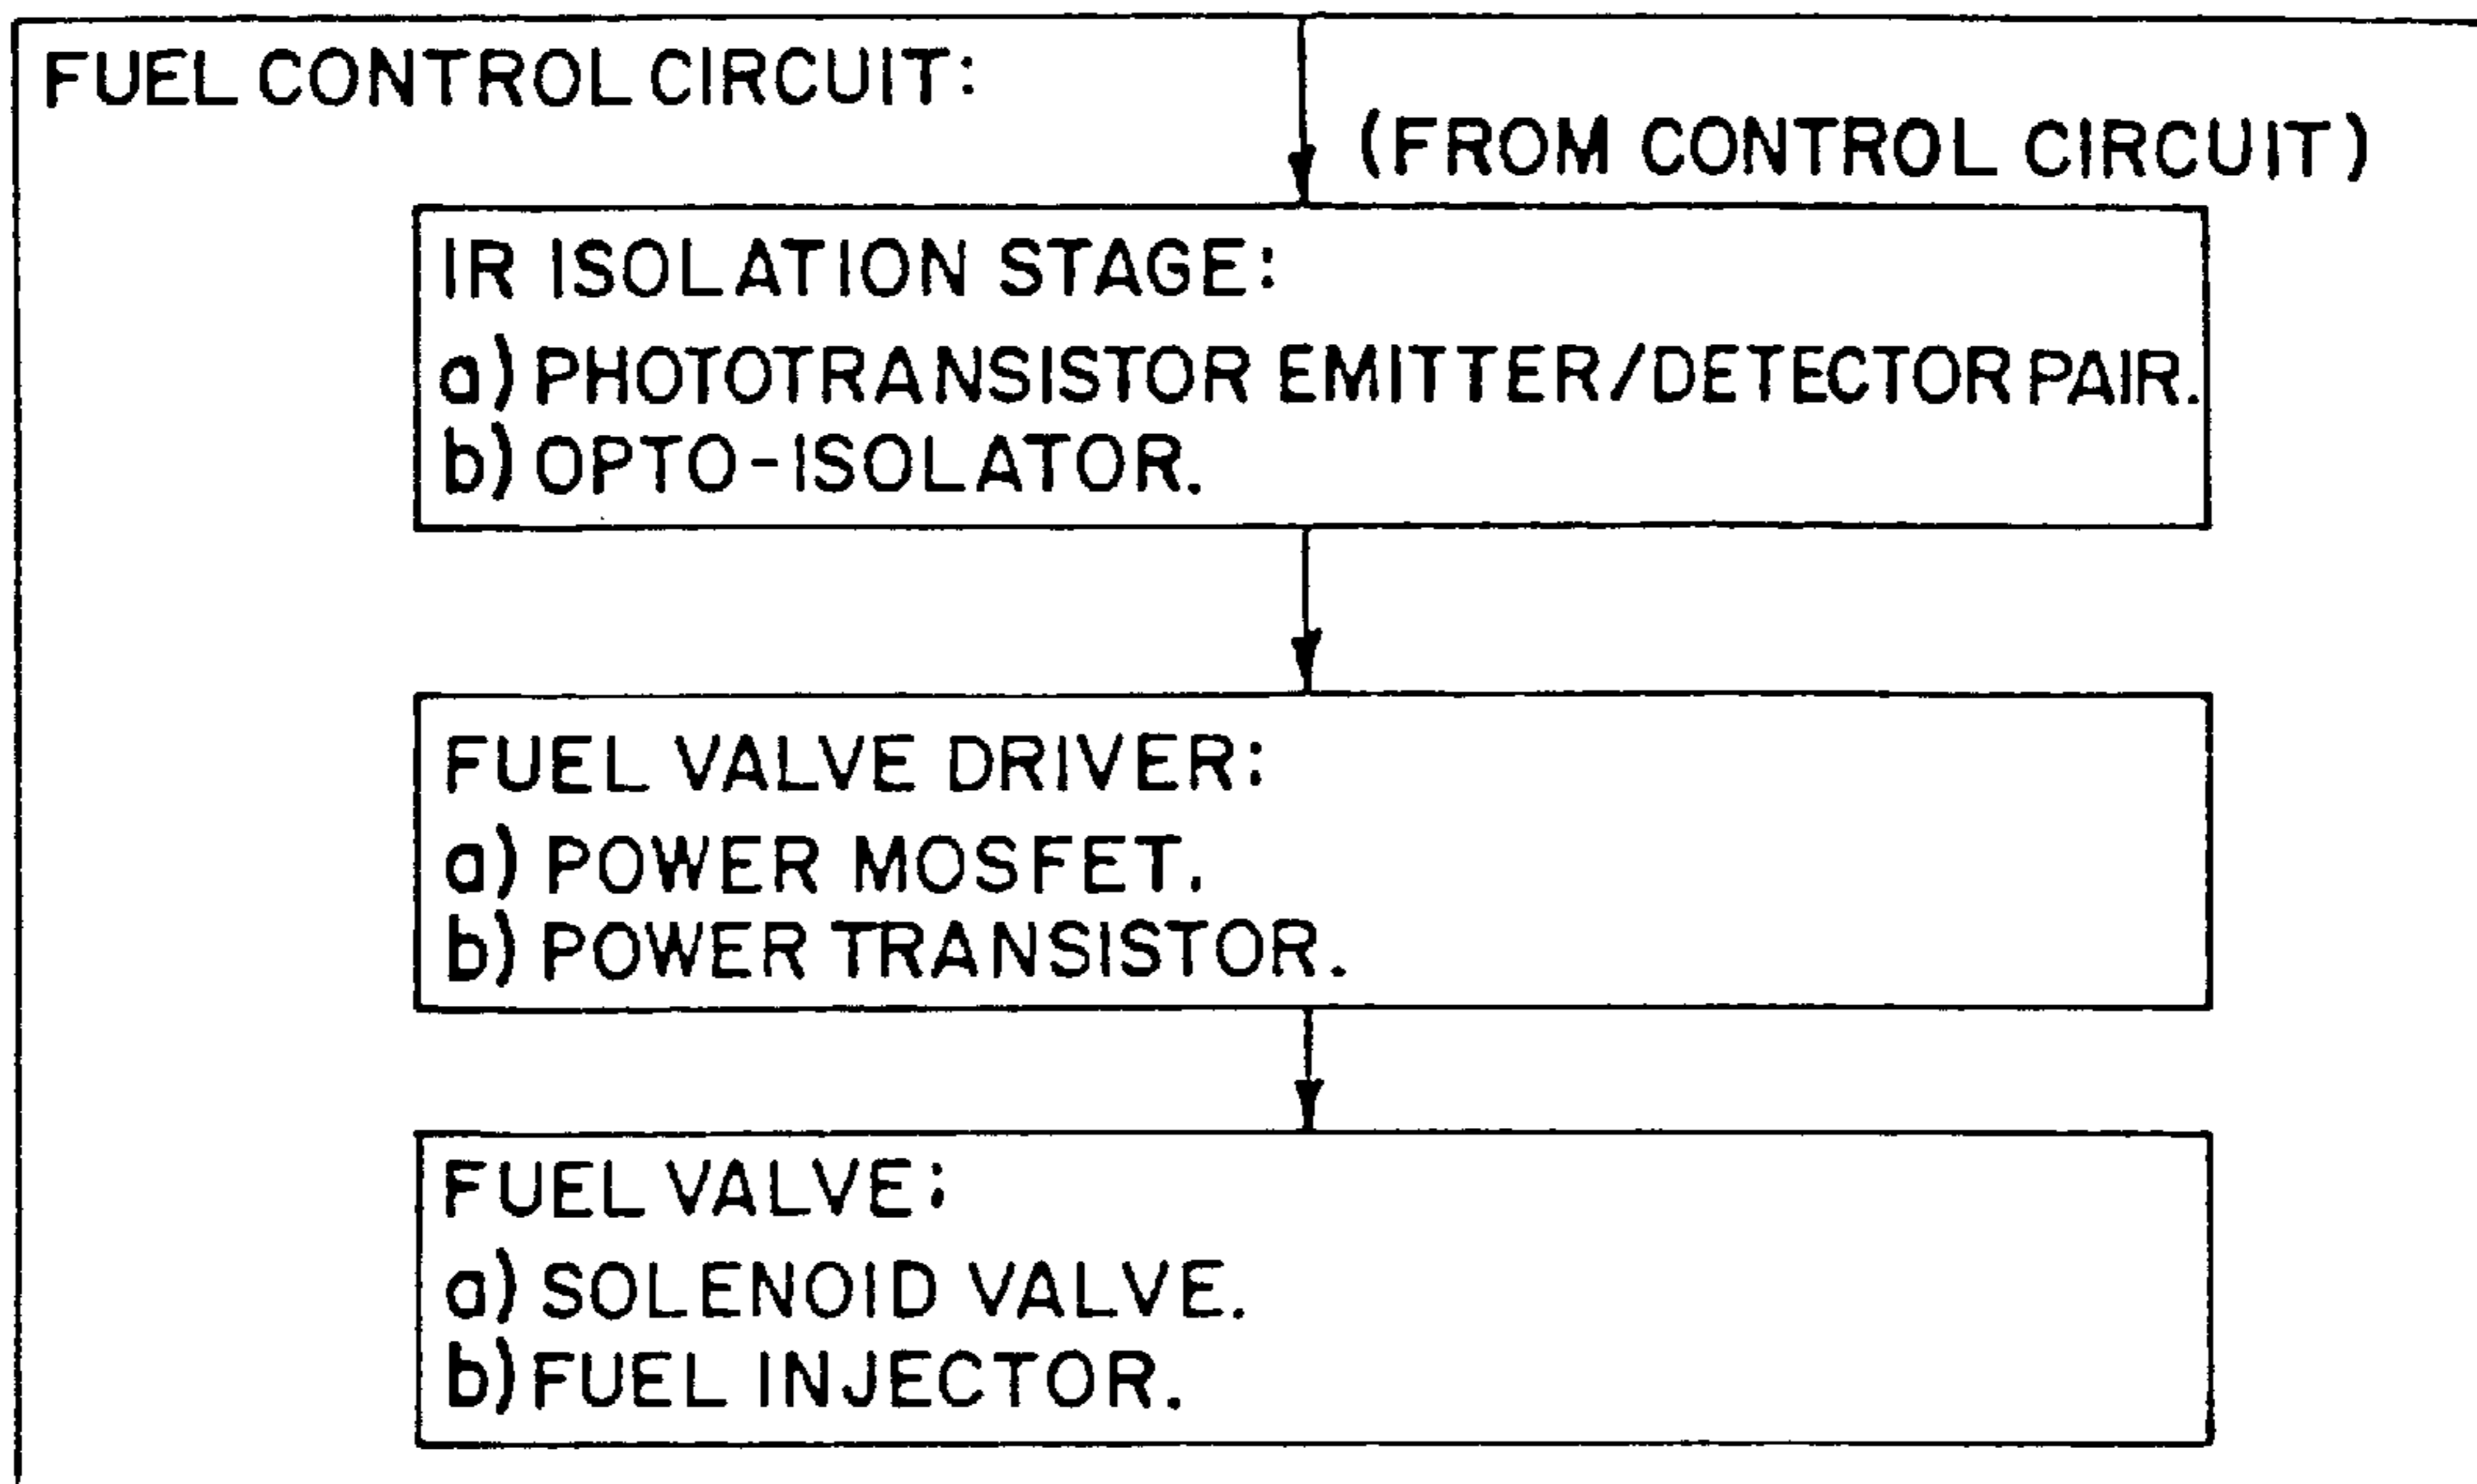 FUEL CONTROL CIRCUIT:
(FROM CONTROL CIRCUIT)
IR ISOLATION STAGE:
a) PHOTOTRANSISTOR EMITTER/DETECTOR PAIR.
b) OPTO-ISOLATOR.
FUEL VALVE DRIVER:
a) POWER MOSFET.
b) POWER TRANSISTOR.
FUEL VALVE:
a) SOLENOID VALVE.
b) FUEL INJECTOR.